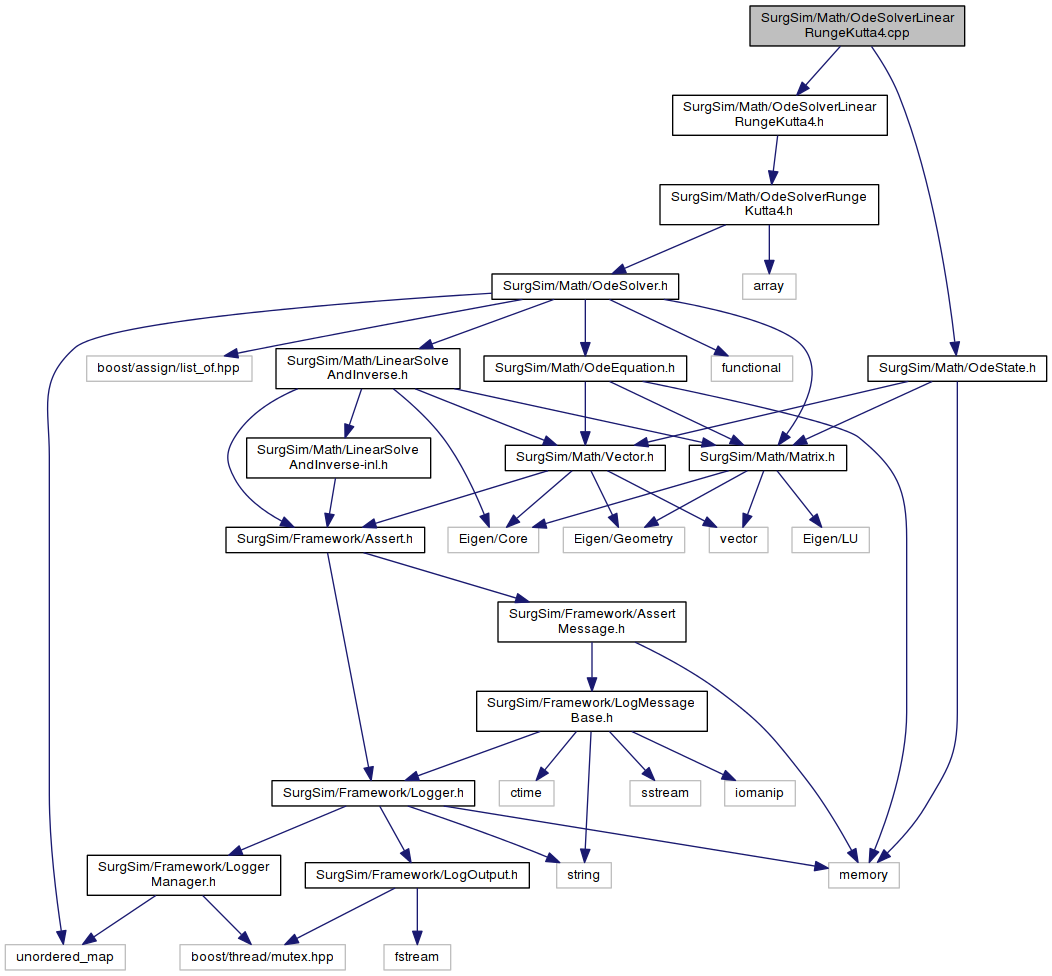 SurgSim/Math/OdeSolverLinear
RungeKutta4.cpp
SurgSim/Math/OdeSolverLinear
RungeKutta4.h
SurgSim/Math/OdeSolverRunge
Kutta4.h
SurgSim/Math/OdeSolver.h
array
boost/assign/list_of.hpp
SurgSim/Math/LinearSolve
AndInverse.h
SurgSim/Math/OdeEquation.h
functional
SurgSim/Math/OdeState.h
SurgSim/Math/LinearSolve
AndInverse-inl.h
SurgSim/Math/Vector.h
SurgSim/Math/Matrix.h
SurgSim/Framework/Assert.h
Eigen/Core
Eigen/Geometry
vector
Eigen/LU
SurgSim/Framework/Assert
Message.h
SurgSim/Framework/LogMessage
Base.h
SurgSim/Framework/Logger.h
ctime
sstream
iomanip
SurgSim/Framework/Logger
Manager.h
SurgSim/Framework/LogOutput.h
string
memory
unordered_map
boost/thread/mutex.hpp
fstream